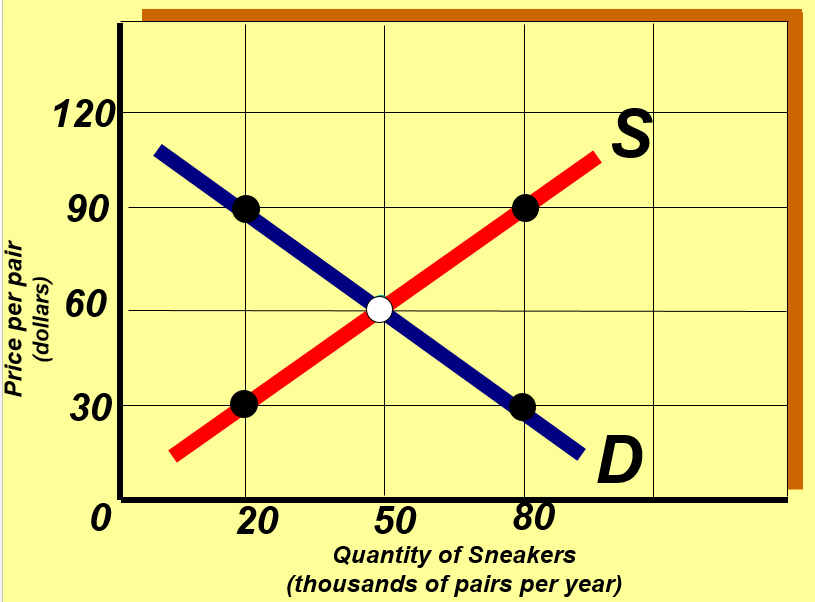 120
S
90
60
30
D
0
20
50
80
Price per pair
(dollars)
Quantity of Sneakers
(thousands of pairs per year)